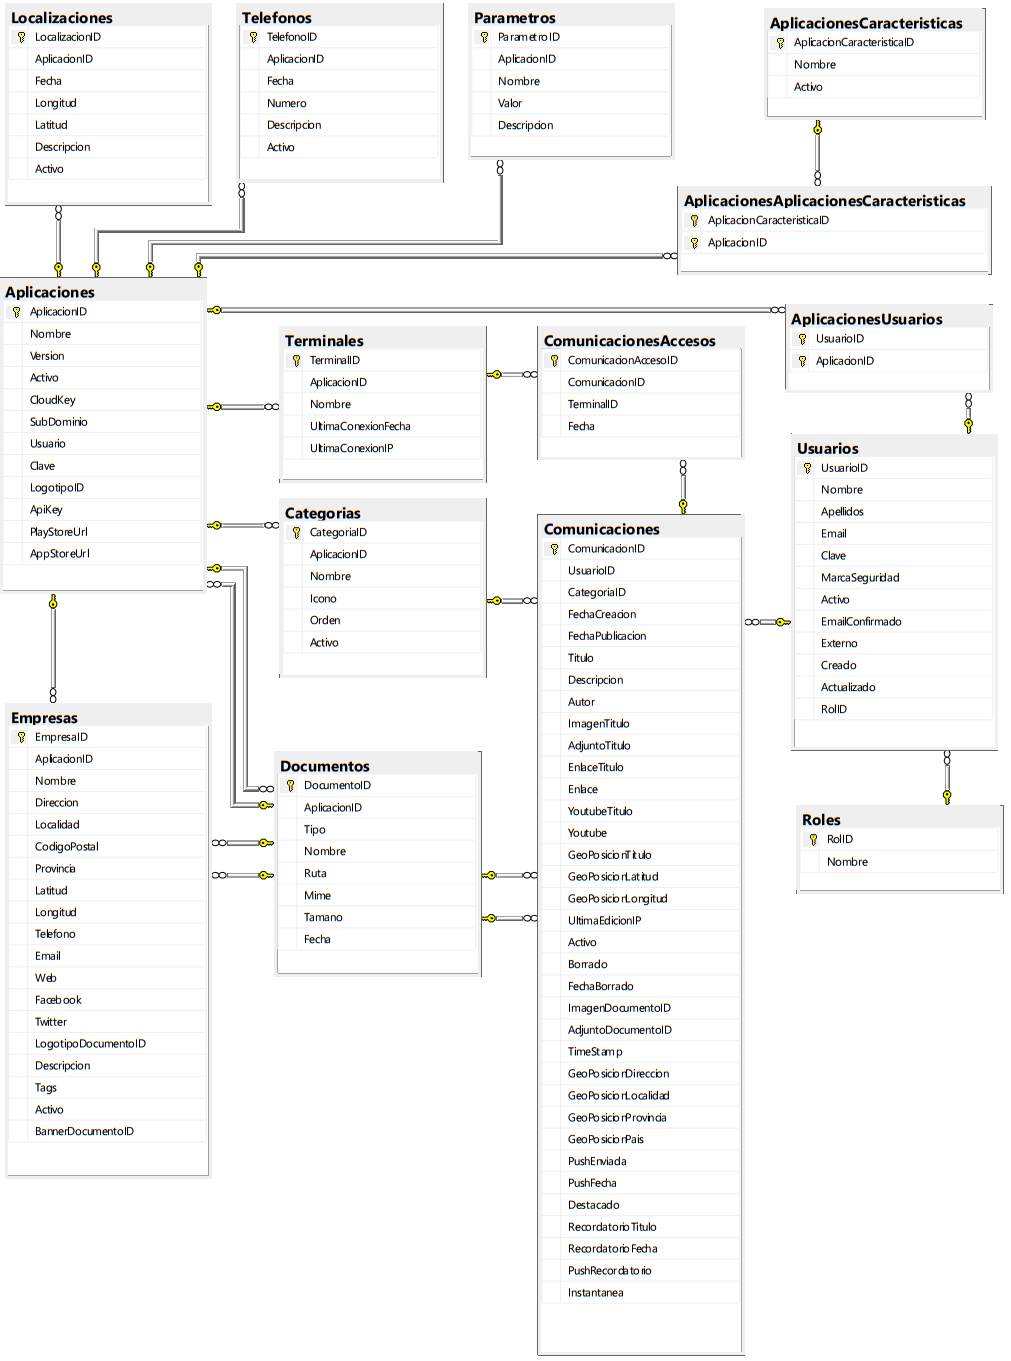 Localizaciones
LocalizacionID
AplicacionID
Fecha
Longitud
Latitud
Descripcion
Activo
Telefonos
TelefonoID
AplicacionID
Fecha
Numero
Descripcion
Activo
Parametros
ParametroID
AplicacionID
Nombre
Valor
Descripcion
AplicacionesCaracteristicas
AplicacionCaracteristicaID
Nombre
Activo
AplicacionesAplicacionesCaracteristicas
AplicacionCaracteristicaID
AplicacionID
Aplicaciones
AplicacionID
Nombre
Version
Activo
CloudKey
SubDominio
Usuario
Clave
LogotipoID
ApiKey
PlayStoreUrl
AppStoreUrl
Terminales
TerminalID
AplicacionID
Nombre
UltimaConexionFecha
UltimaConexionIP
ComunicacionesAccesos
ComunicacionAccesoID
ComunicacionID
TerminalID
Fecha
AplicacionesUsuarios
UsuarioID
AplicacionID
Usuarios
UsuarioID
Nombre
Apellidos
Email
Clave
MarcaSeguridad
Activo
EmailConfirmado
Externo
Creado
Actualizado
RolID
Categorias
CategoriaID
AplicacionID
Nombre
Icono
Orden
Activo
Comunicaciones
ComunicacionID
UsuarioID
CategoriaID
FechaCreacion
FechaPublicacion
Titulo
Descripcion
Autor
ImagenTitulo
AdjuntoTitulo
EnlaceTitulo
Enlace
YoutubeTitulo
Youtube
GeoPosicionTitulo
GeoPosicionLatitud
GeoPosicionLongitud
UltimaEdicionIP
Activo
Borrado
FechaBorrado
ImagenDocumentoID
AdjuntoDocumentoID
TimeStamp
GeoPosicionDireccion
GeoPosicionLocalidad
GeoPosicionProvincia
GeoPosicionPais
PushEnviada
PushFecha
Destacado
RecordatorioTitulo
RecordatorioFecha
PushRecordatorio
Instantanea
Empresas
EmpresaID
AplicacionID
Nombre
Direccion
Localidad
CodigoPostal
Provincia
Latitud
Longitud
Telefono
Email
Web
Facebook
Twitter
LogotipoDocumentoID
Descripcion
Tags
Activo
BannerDocumentoID
Documentos
DocumentoID
AplicacionID
Tipo
Nombre
Ruta
Mime
Tamano
Fecha
Roles
RolID
Nombre